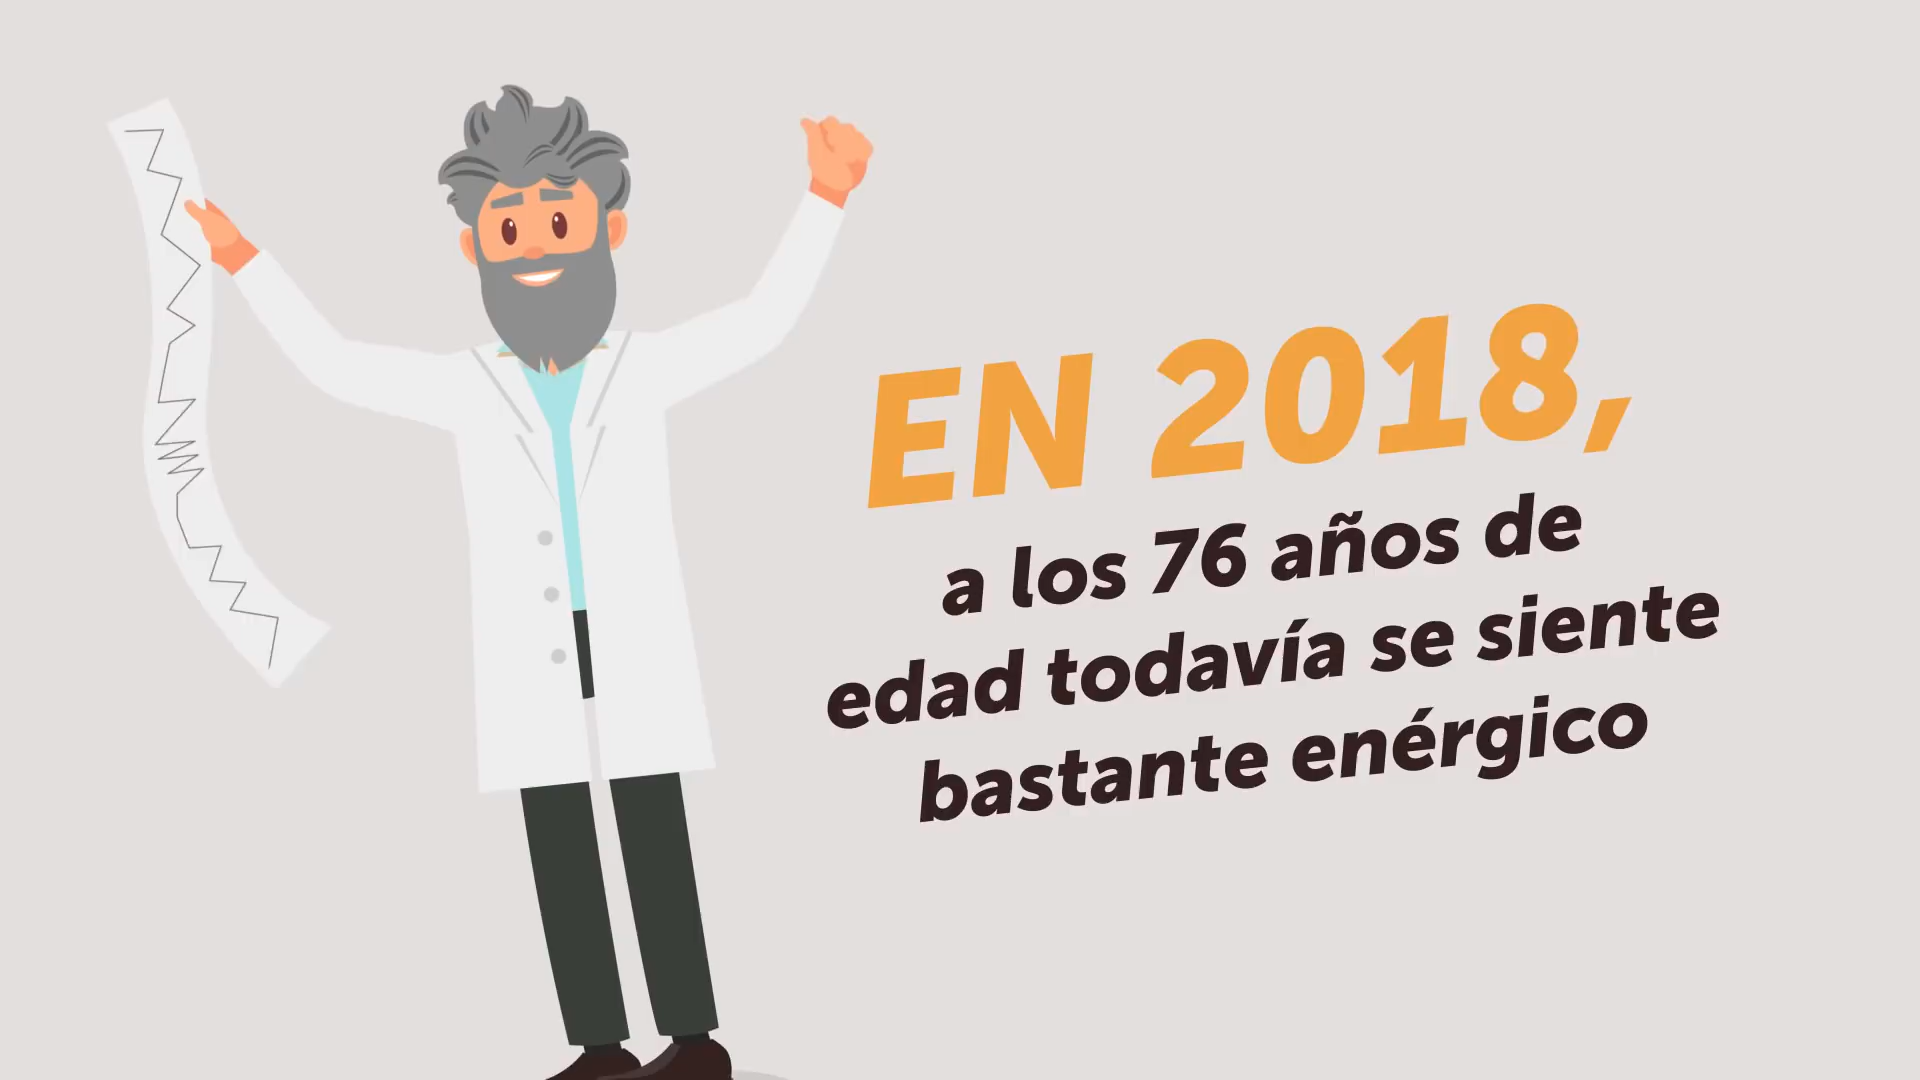 EN 2018,
a los 76 años de
edad todavía se siente
bastante enérgico